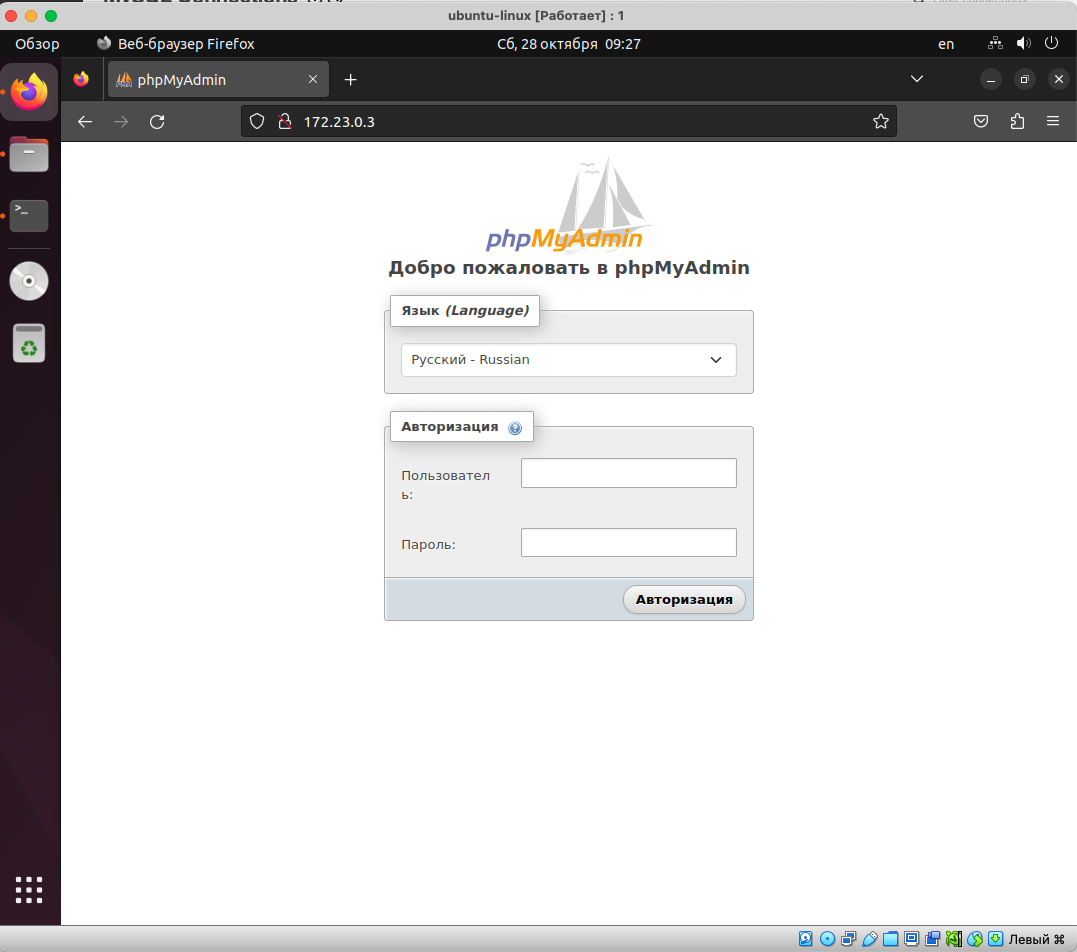 ubuntu-linux [Работает] : 1
Обзор Веб-браузер Firefox Сб, 28 октября 09:27 en
phpMyAdmin
172.23.0.3
phpMyAdmin
Добро пожаловать в phpMyAdmin
Язык (Language)
Русский - Russian
Авторизация
Пользовател
ь:
Пароль:
Авторизация
Левый ⌘